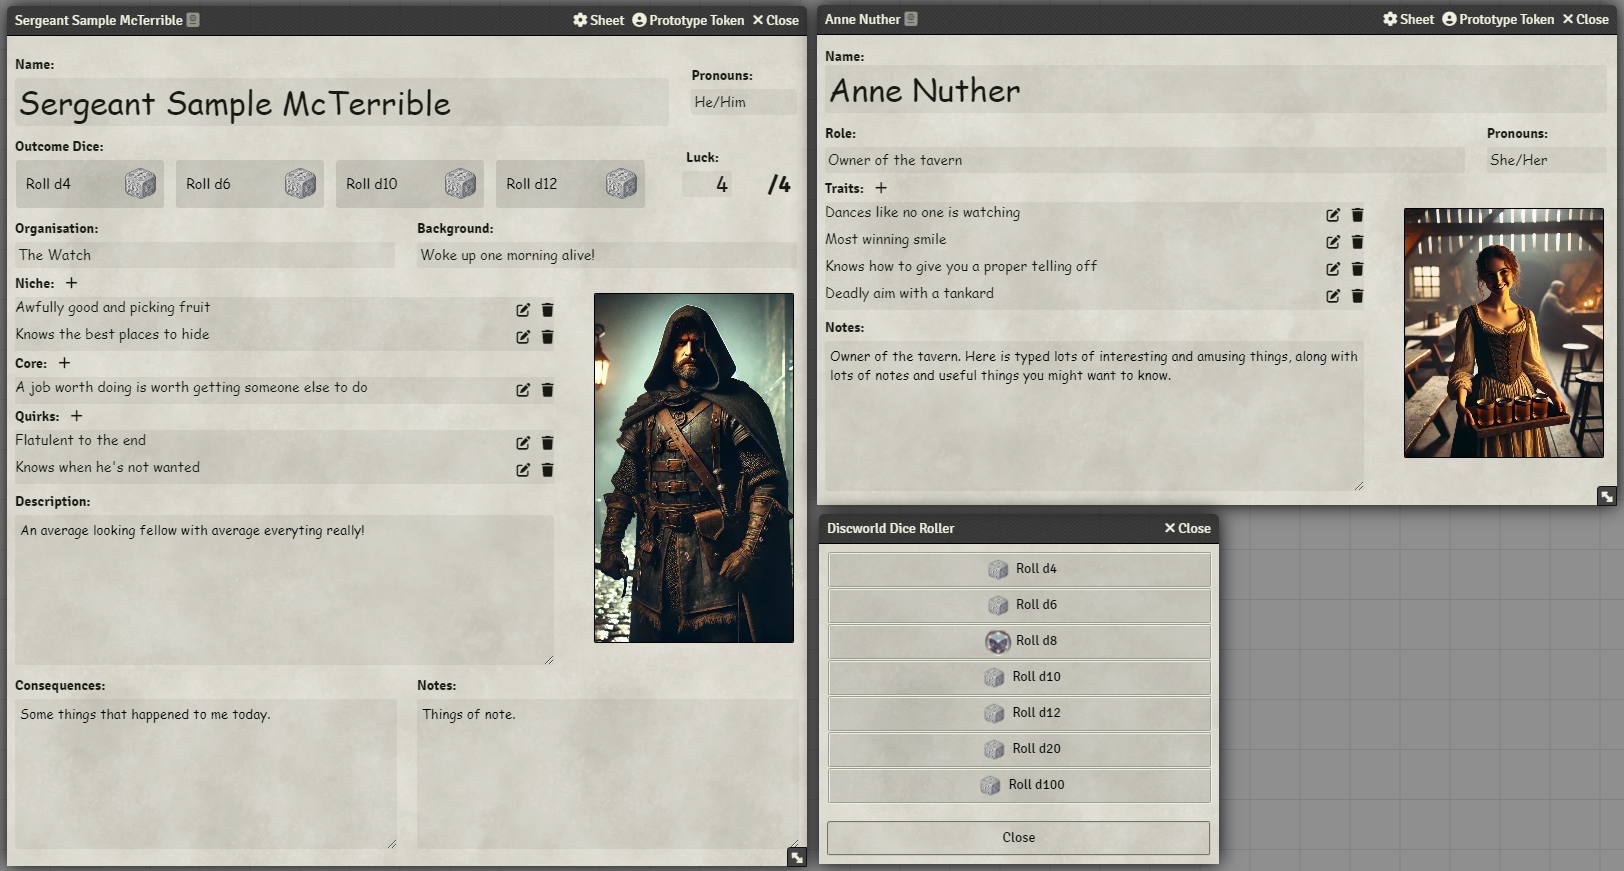 Sergeant Sample McTerrible
Sheet Prototype Token Close
Name:
Sergeant Sample McTerrible
Pronouns:
He/Him
Outcome Dice:
Roll d4
Roll d6
Roll d10
Roll d12
Luck:
4 /4
Organisation:
The Watch
Background:
Woke up one morning alive!
Niche: +
Awfully good and picking fruit
Knows the best places to hide
Core: +
A job worth doing is worth getting someone else to do
Quirks: +
Flatulent to the end
Knows when he's not wanted
Description:
An average looking fellow with average everyting really!
Consequences:
Some things that happened to me today.
Notes:
Things of note.
Anne Nuther
Sheet Prototype Token Close
Name:
Anne Nuther
Role:
Owner of the tavern
Pronouns:
She/Her
Traits: +
Dances like no one is watching
Most winning smile
Knows how to give you a proper telling off
Deadly aim with a tankard
Notes:
Owner of the tavern. Here is typed lots of interesting and amusing things, along with
lots of notes and useful things you might want to know.
Discworld Dice Roller
Close
Roll d4
Roll d6
Roll d8
Roll d10
Roll d12
Roll d20
Roll d100
Close